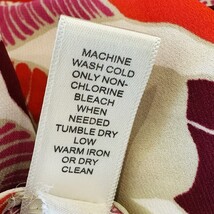 MACHINE
WASH COLD
ONLY NON-
CHLORINE
BLEACH
WHEN
NEEDED
TUMBLE DRY
LOW
WARM IRON
OR DRY
CLEAN